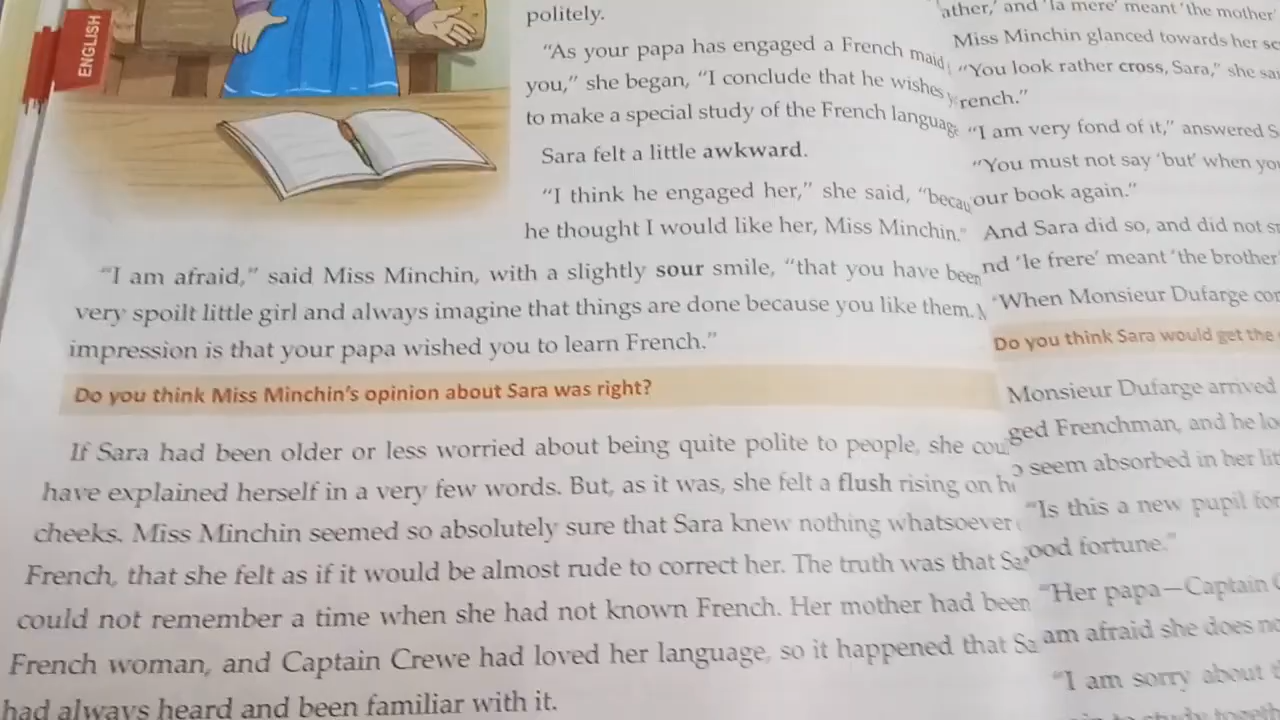 ENGLISH
politely.
"As your papa has engaged a French maid
you," she began, "I conclude that he wishes
to make a special study of the French language
Sara felt a little awkward.
"I think he engaged her," she said,
he thought I would like her, Miss Minchin."
"I am afraid," said Miss Minchin, with a slightly sour smile, "that you have been
very spoilt little girl and always imagine that things are done because you like them.
impression is that your papa wished you to learn French."
Do you think Miss Minchin's opinion about Sara was right?
If Sara had been older or less worried about being quite polite to people, she
have explained herself in a very few words. But, as it was, she felt a flush rising on
cheeks. Miss Minchin seemed so absolutely sure that Sara knew nothing whatsoever
French, that she felt as if it would be almost rude to correct her. The truth was that
could not remember a time when she had not known French. Her mother had been
French woman, and Captain Crewe had loved her language, so it happened that
had always heard and been familiar with it.
and 'la mere' meant 'the mother'
Miss Minchin glanced towards her
"You look rather cross, Sara," she
"I am very fond of it," answered
"You must not say 'but' when
our book again."
And Sara did so, and did not
'le frere' meant 'the brother'
"When Monsieur Dufarge
Do you think Sara would get the
Monsieur Dufarge arrived
Frenchman, and he
seem absorbed in her
"Is this a new pupil for
fortune."
"Her papa—Captain
am afraid she does
"I am sorry about